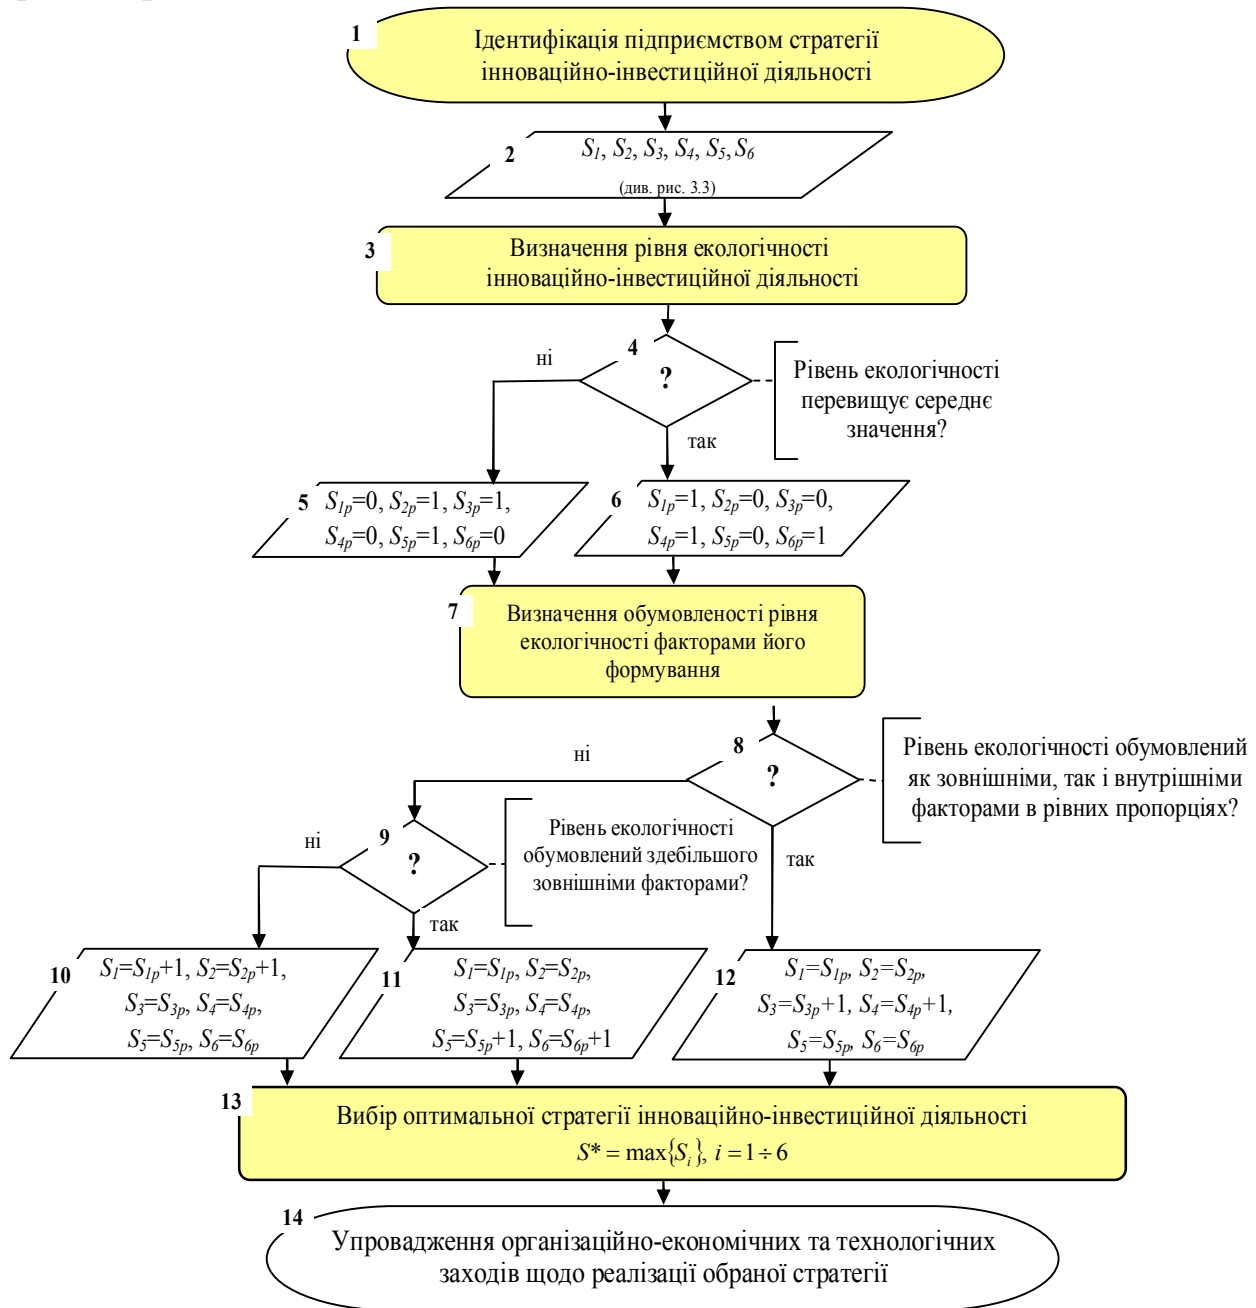 1
Ідентифікація підприємством стратегії
інноваційно-інвестиційної діяльності
2
S1, S2, S3, S4, S5, S6
(див. рис. 3.3)
3
Визначення рівня екологічності
інноваційно-інвестиційної діяльності
4
ні
?
Рівень екологічності
перевищує середнє
значення?
так
5
S1p=0, S2p=1, S3p=1,
S4p=0, S5p=1, S6p=0
6
S1p=1, S2p=0, S3p=0,
S4p=1, S5p=0, S6p=1
7
Визначення обумовленості рівня
екологічності факторами його
формування
8
ні
?
Рівень екологічності обумовлений
як зовнішніми, так і внутрішніми
факторами в рівних пропорціях?
так
9
ні
?
Рівень екологічності
обумовлений здебільшого
зовнішніми факторами?
так
10
S1=S1p+1, S2=S2p+1,
S3=S3p, S4=S4p,
S5=S5p, S6=S6p
11
S1=S1p, S2=S2p,
S3=S3p, S4=S4p,
S5=S5p+1, S6=S6p+1
12
S1=S1p, S2=S2p,
S3=S3p+1, S4=S4p+1,
S5=S5p, S6=S6p
13
Вибір оптимальної стратегії інноваційно-інвестиційної діяльності
S* = max{Si}, i = 1 ÷ 6
14
Упровадження організаційно-економічних та технологічних
заходів щодо реалізації обраної стратегії